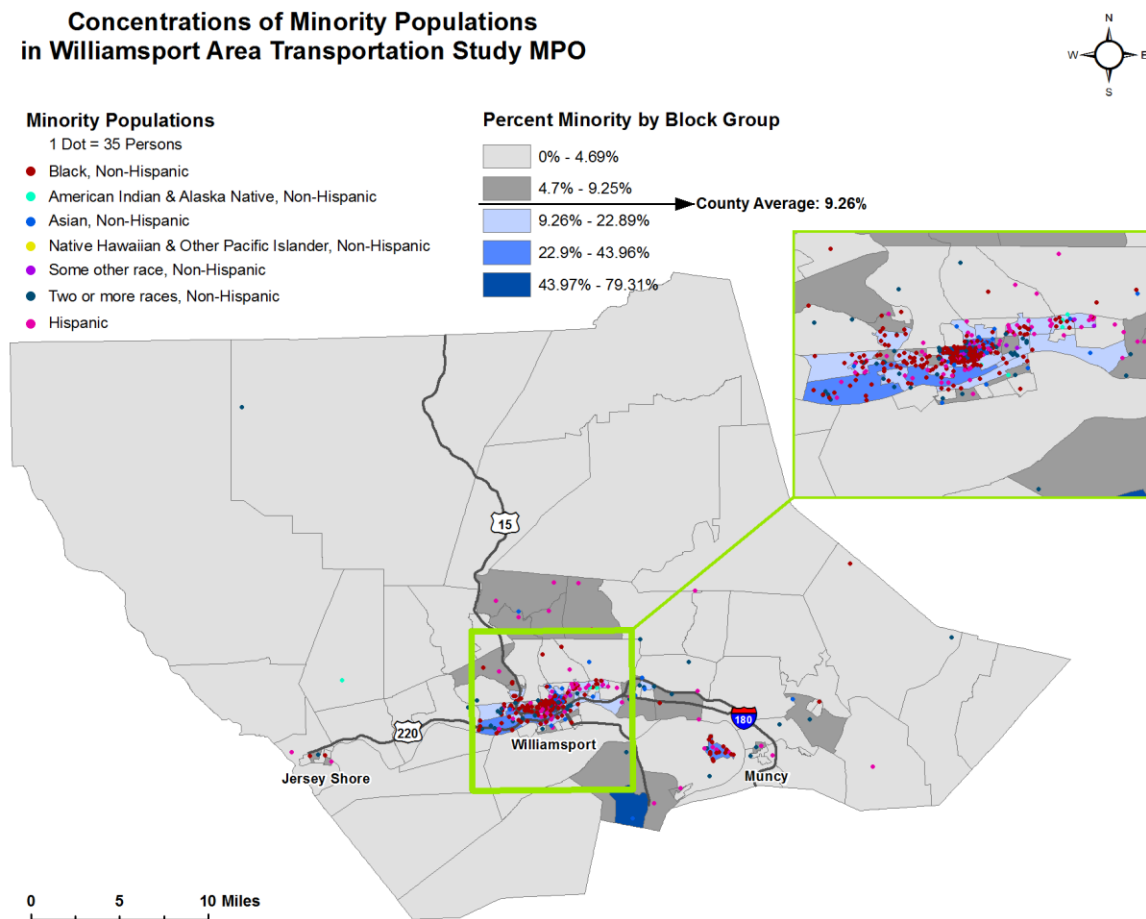 Concentrations of Minority Populations
in Williamsport Area Transportation Study MPO
N
W
E
S
Minority Populations
1 Dot = 35 Persons
Black, Non-Hispanic
American Indian & Alaska Native, Non-Hispanic
Asian, Non-Hispanic
Native Hawaiian & Other Pacific Islander, Non-Hispanic
Some other race, Non-Hispanic
Two or more races, Non-Hispanic
Hispanic
Percent Minority by Block Group
0% - 4.69%
4.7% - 9.25%
County Average: 9.26%
9.26% - 22.89%
22.9% - 43.96%
43.97% - 79.31%
15
220
180
Williamsport
Jersey Shore
Muncy
0 5 10 Miles